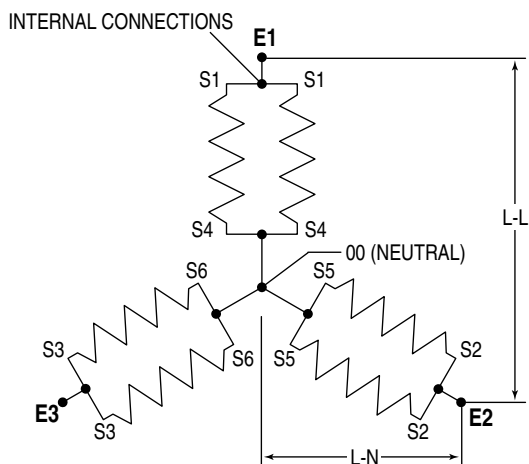 INTERNAL CONNECTIONS
E1
S1 S1
L-L
S4 S4
00 (NEUTRAL)
S6 S5
S3 S6 S5 S2
E3 S3 S2 E2
L-N